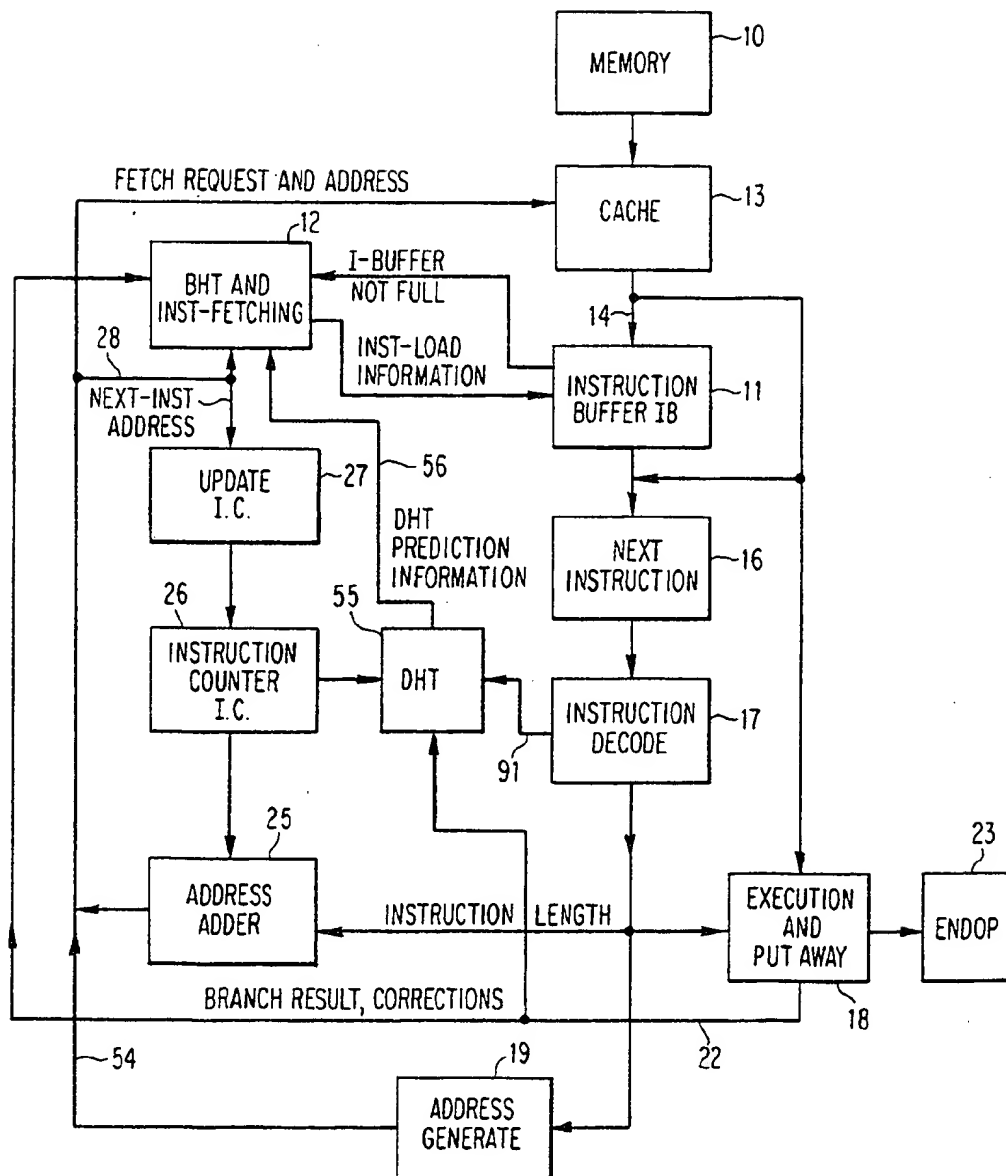 10
MEMORY
FETCH REQUEST AND ADDRESS
13
CACHE
12
BHT AND
INST-FETCHING
I-BUFFER
NOT FULL
14
28
INST-LOAD
INFORMATION
INSTRUCTION
BUFFER IB
11
NEXT-INST
ADDRESS
56
UPDATE
I.C.
27
DHT
PREDICTION
INFORMATION
NEXT
INSTRUCTION
16
26
INSTRUCTION
COUNTER
I.C.
55
DHT
INSTRUCTION
DECODE
17
91
25
ADDRESS
ADDER
INSTRUCTION LENGTH
EXECUTION
AND
PUT AWAY
18
23
ENDOP
BRANCH RESULT, CORRECTIONS
22
54
19
ADDRESS
GENERATE